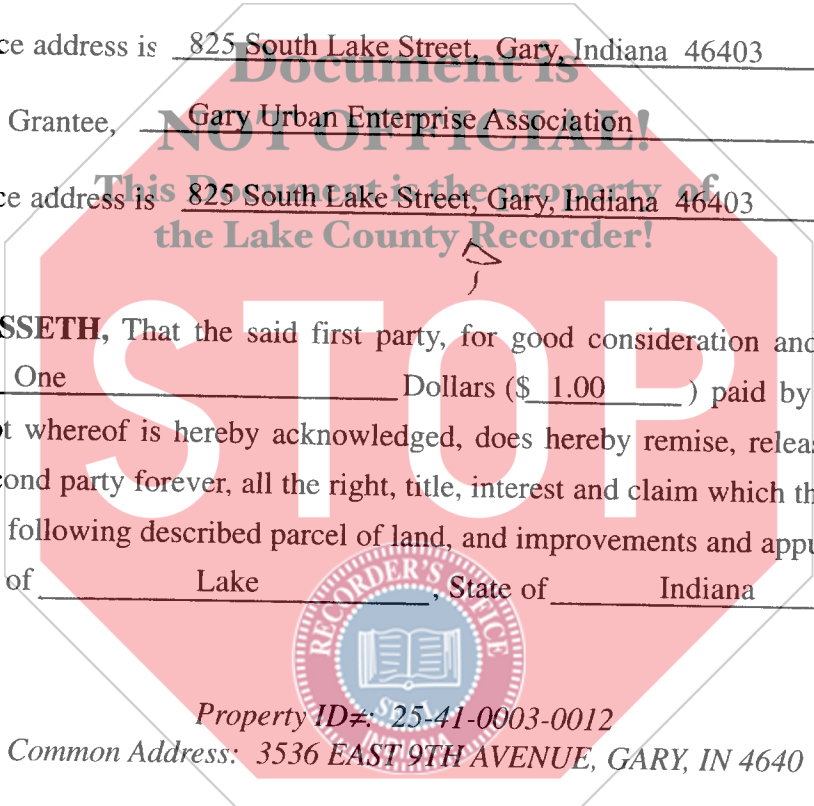 ce address is 825 South Lake Street, Gary, Indiana 46403
Document is
Grantee, Gary Urban Enterprise Association
NOT OFFICIAL!
ce address is 825 South Lake Street, Gary, Indiana 46403
This Document is the property of
the Lake County Recorder!
STOP
SSETH, That the said first party, for good consideration and
One Dollars ($ 1.00 ) paid by
t whereof is hereby acknowledged, does hereby remise, releas
cond party forever, all the right, title, interest and claim which th
following described parcel of land, and improvements and appu
of Lake , State of Indiana
RECORDER'S OFFICE
SEAL
INDIANA
Property ID≠: 25-41-0003-0012
Common Address: 3536 EAST 9TH AVENUE, GARY, IN 4640